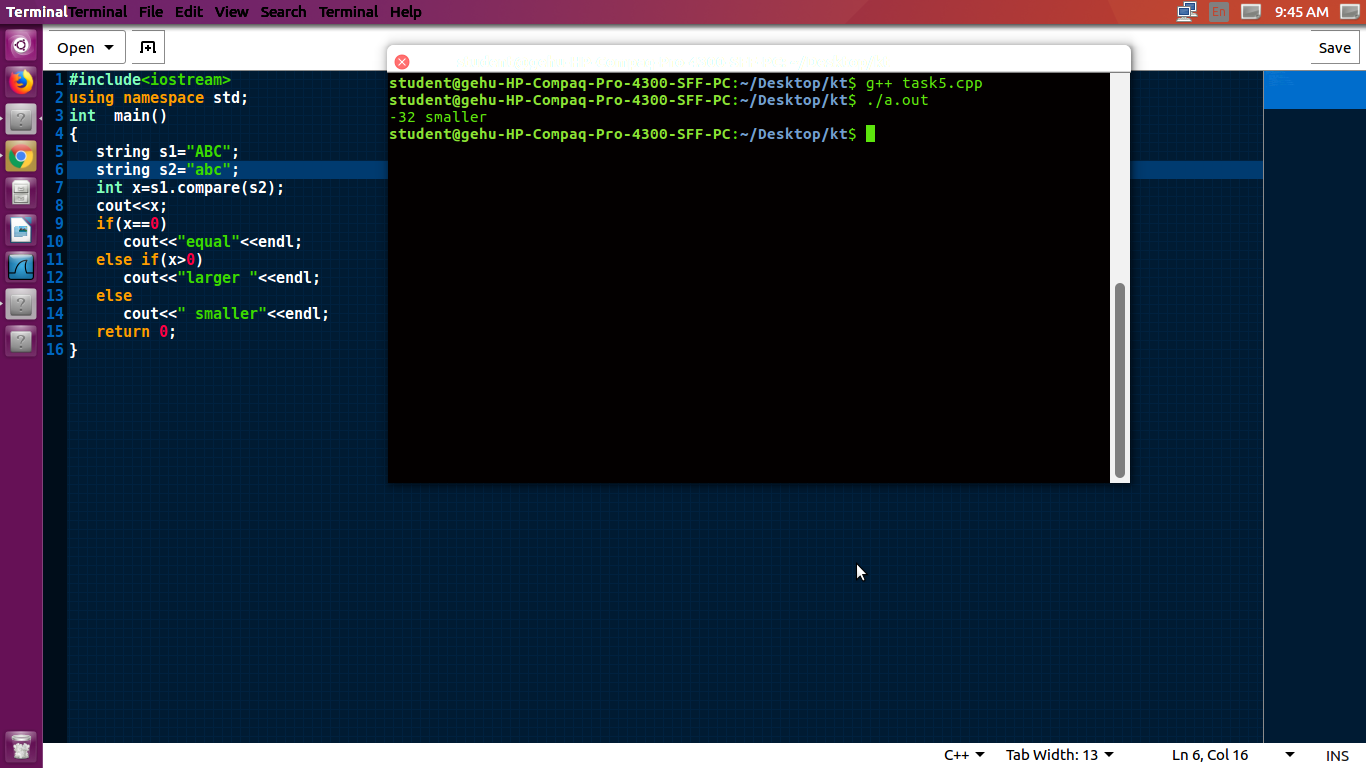 TerminalTerminal File Edit View Search Terminal Help En 9:45 AM
Open Save
1 #include<iostream>
2 using namespace std;
3 int  main()
4 {
5    string s1="ABC";
6    string s2="abc";
7    int x=s1.compare(s2);
8    cout<<x;
9    if(x==0)
10       cout<<"equal"<<endl;
11    else if(x>0)
12       cout<<"larger "<<endl;
13    else
14       cout<<" smaller"<<endl;
15    return 0;
16 }
student@gehu-HP-Compaq-Pro-4300-SFF-PC:~/Desktop/kt$ g++ task5.cpp
student@gehu-HP-Compaq-Pro-4300-SFF-PC:~/Desktop/kt$ ./a.out
-32 smaller
student@gehu-HP-Compaq-Pro-4300-SFF-PC:~/Desktop/kt$
C++ Tab Width: 13 Ln 6, Col 16 INS